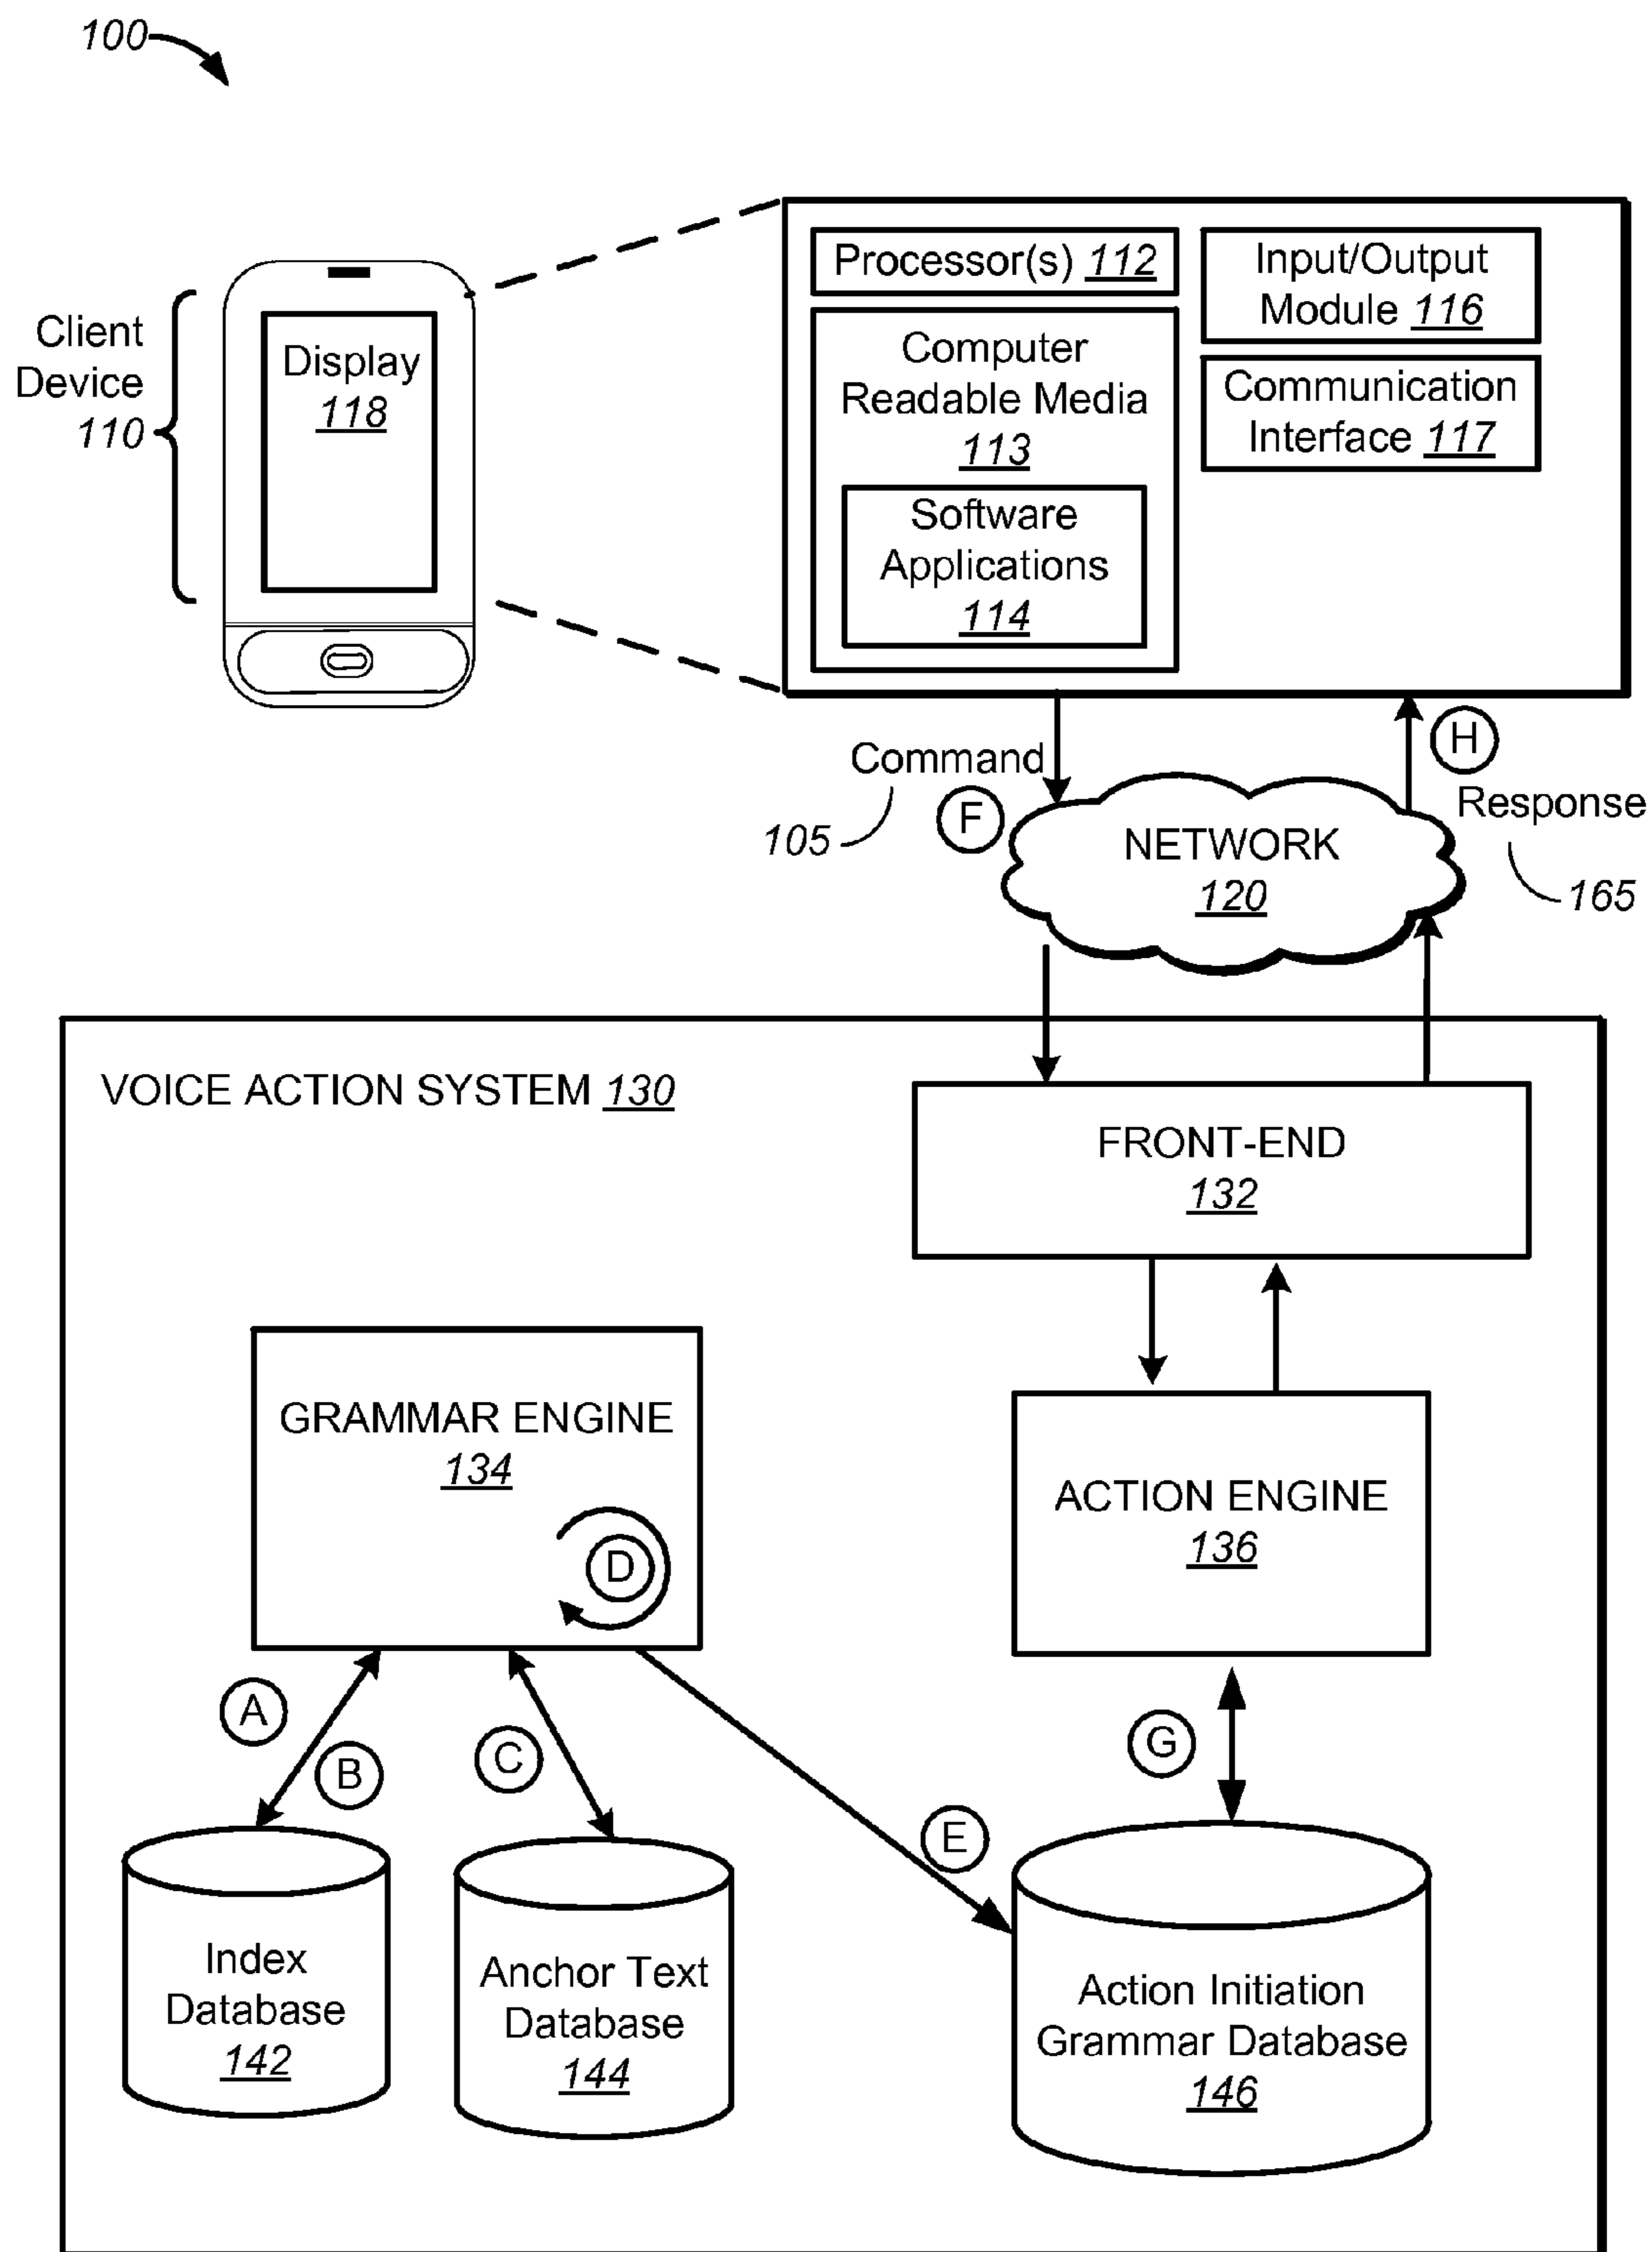 100
Client
Device
110
Display
118
Processor(s) 112
Computer
Readable Media
113
Software
Applications
114
Input/Output
Module 116
Communication
Interface 117
Command
F
105
H
Response
165
NETWORK
120
VOICE ACTION SYSTEM 130
FRONT-END
132
GRAMMAR ENGINE
134
D
ACTION ENGINE
136
A
B
C
E
G
Index
Database
142
Anchor Text
Database
144
Action Initiation
Grammar Database
146